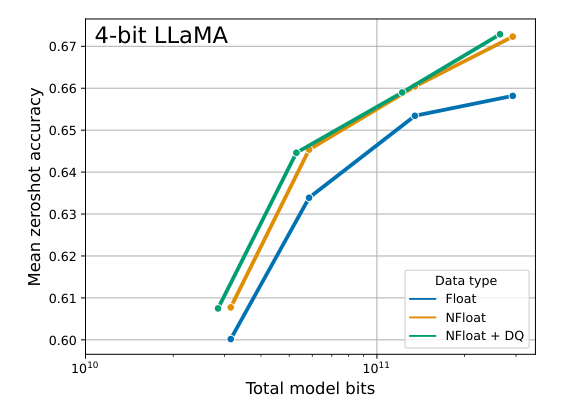 4-bit LLaMA
Mean zeroshot accuracy
0.67
0.66
0.65
0.64
0.63
0.62
0.61
0.60
Data type
Float
NFloat
NFloat + DQ
10^10
10^11
Total model bits